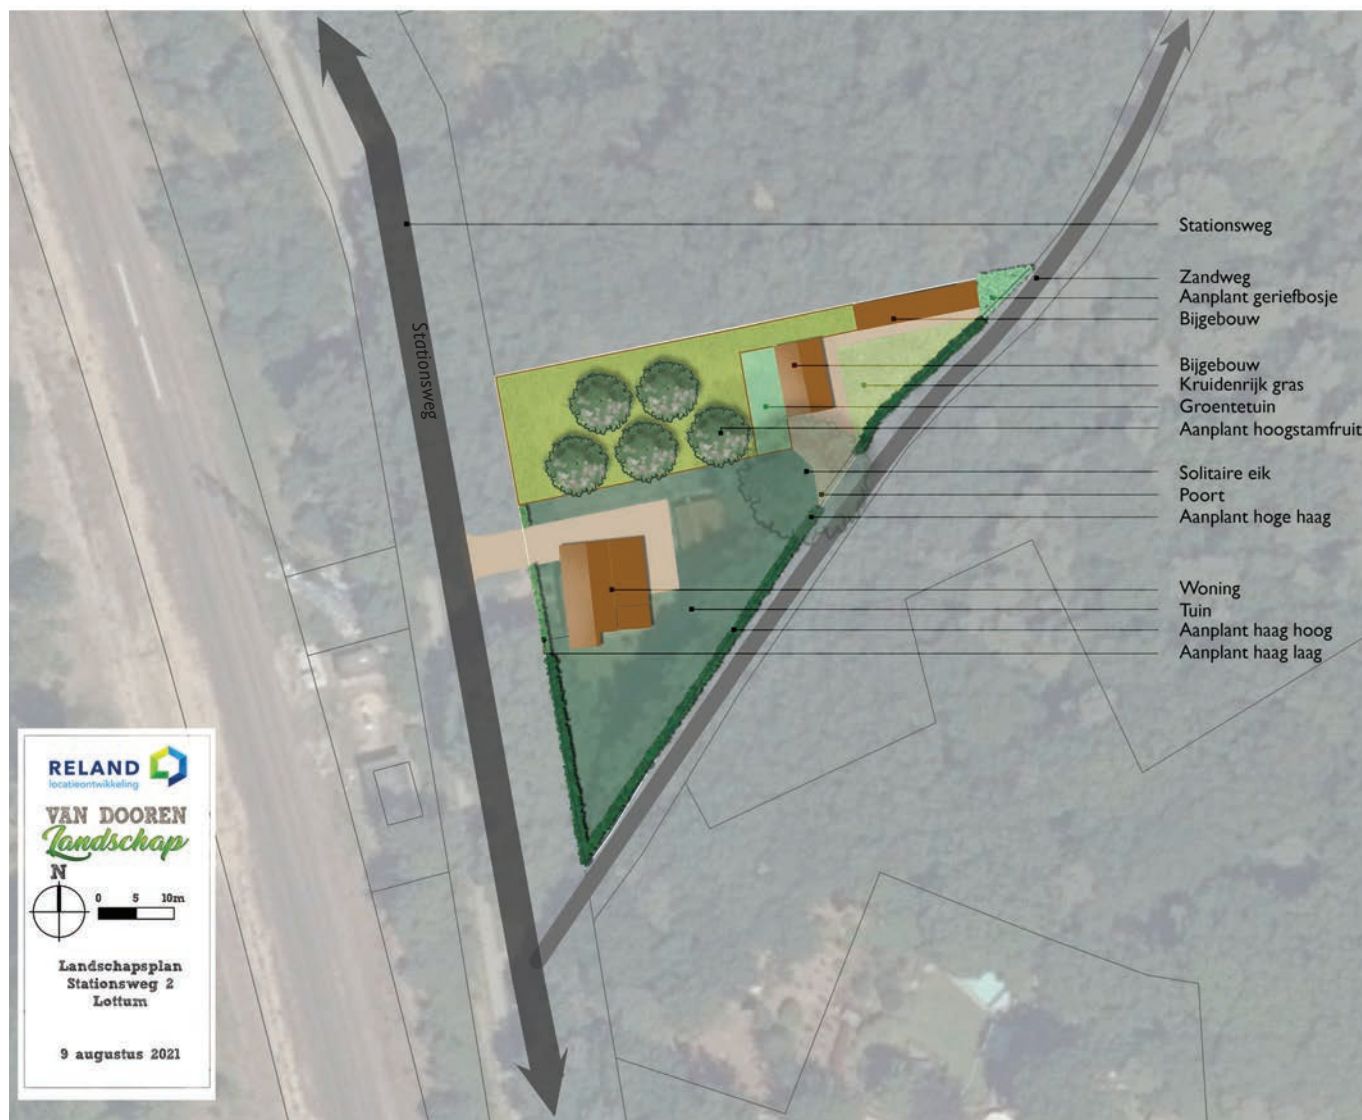 Stationsweg
Zandweg
Aanplant geriefbosje
Bijgebouw
Bijgebouw
Kruidenrijk gras
Groentetuin
Aanplant hoogstamfruit
Solitaire eik
Poort
Aanplant hoge haag
Woning
Tuin
Aanplant haag hoog
Aanplant haag laag
Stationsweg
RELAND
locatieontwikkeling
VAN DOOREN
Landschap
N
0 5 10m
Landschapsplan
Stationsweg 2
Lottum
9 augustus 2021